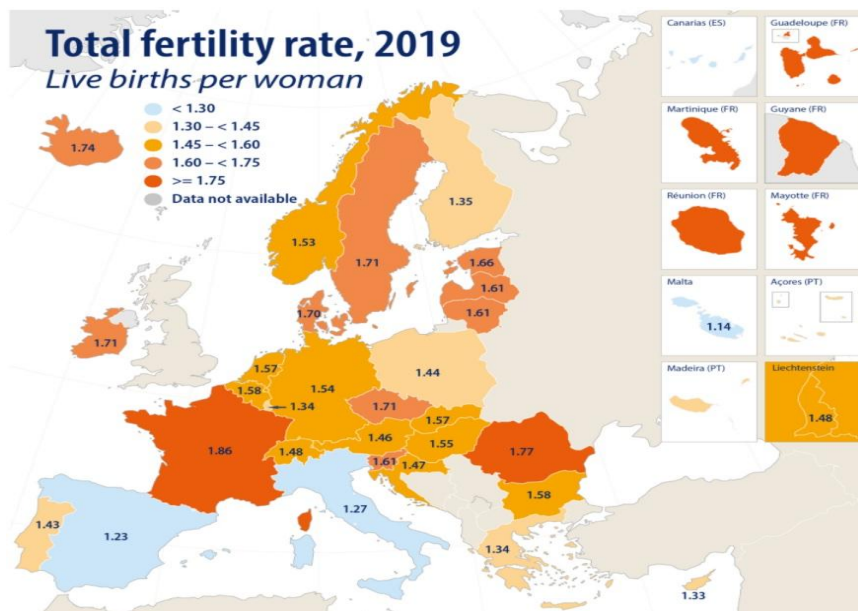 Total fertility rate, 2019
Live births per woman
< 1.30
1.30 – < 1.45
1.45 – < 1.60
1.60 – < 1.75
>= 1.75
Data not available
Canarias (ES)
Guadeloupe (FR)
Martinique (FR)
Guyane (FR)
Réunion (FR)
Mayotte (FR)
Malta
1.14
Açores (PT)
Madeira (PT)
Liechtenstein
1.48
1.74
1.35
1.53
1.71
1.66
1.61
1.61
1.70
1.71
1.57
1.58
1.54
1.44
1.34
1.71
1.57
1.86
1.48
1.46
1.55
1.77
1.61
1.47
1.58
1.27
1.43
1.23
1.34
1.33